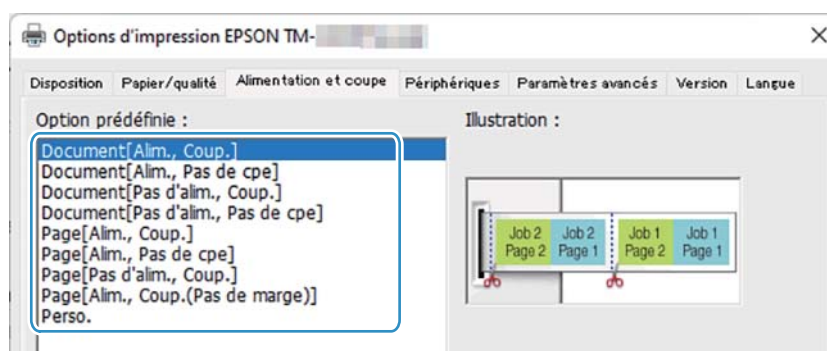 Options d'impression EPSON TM-
Disposition Papier/qualité Alimentation et coupe Périphériques Paramètres avancés Version Langue
Option prédéfinie :
Document[Alim., Coup.]
Document[Alim., Pas de cpe]
Document[Pas d'alim., Coup.]
Document[Pas d'alim., Pas de cpe]
Page[Alim., Coup.]
Page[Alim., Pas de cpe]
Page[Pas d'alim., Coup.]
Page[Alim., Coup.(Pas de marge)]
Perso.
Illustration :
Job 2 Job 2 Job 1 Job 1
Page 2 Page 1 Page 2 Page 1